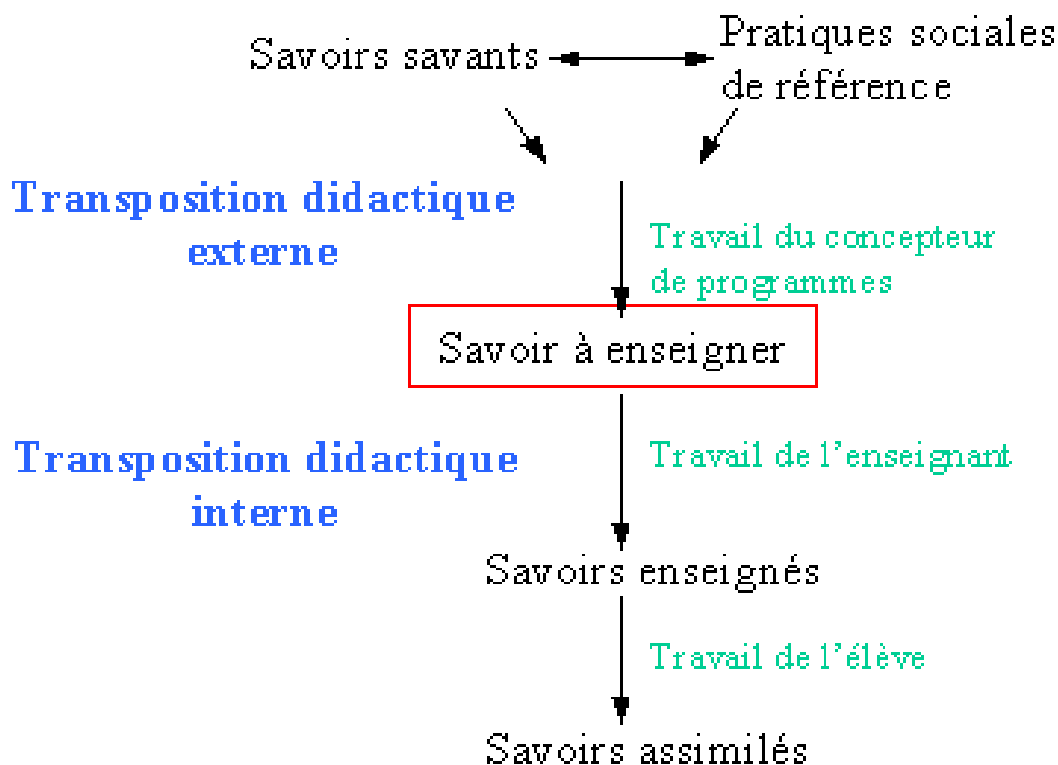 Savoirs savants
Pratiques sociales
de référence
Transposition didactique
externe
Travail du concepteur
de programmes
Savoir à enseigner
Transposition didactique
interne
Travail de l'enseignant
Savoirs enseignés
Travail de l'élève
Savoirs assimilés